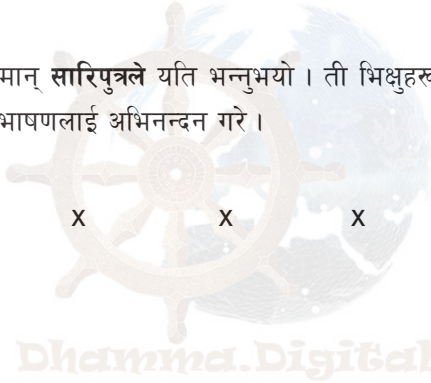 मान् सारिपुत्रले यति भन्नुभयो । ती भिक्षुहरू
भाषणलाई अभिनन्दन गरे ।
x x x
Dhamma.Digital